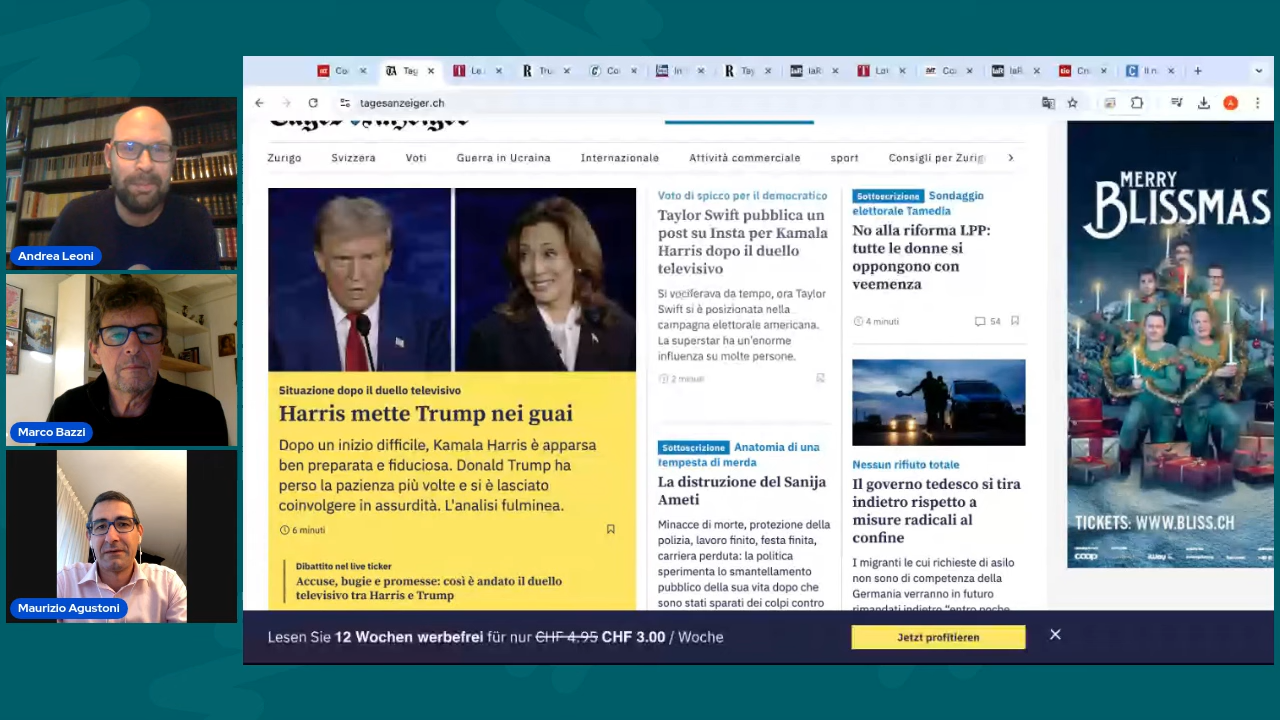 Andrea Leoni
Marco Bazzi
Maurizio Agustoni
tagesanzeiger.ch
Zurigo Svizzera Voti Guerra in Ucraina Internazionale Attività commerciale sport Consigli per Zurig
Situazione dopo il duello televisivo
Harris mette Trump nei guai
Dopo un inizio difficile, Kamala Harris è apparsa
ben preparata e fiduciosa. Donald Trump ha
perso la pazienza più volte e si è lasciato
coinvolgere in assurdità. L'analisi fulminea.
6 minuti
Dibattito nel live ticker
Accuse, bugie e promesse: così è andato il duello
televisivo tra Harris e Trump
Voto di spicco per il democratico
Taylor Swift pubblica un
post su Insta per Kamala
Harris dopo il duello
televisivo
Si vociferava da tempo, ora Taylor
Swift si è posizionata nella
campagna elettorale americana.
La superstar ha un'enorme
influenza su molte persone.
2 minuti
Sottoscrizione Anatomia di una
tempesta di merda
La distruzione del Sanija
Ameti
Minacce di morte, protezione della
polizia, lavoro finito, festa finita,
carriera perduta: la politica
sperimenta lo smantellamento
pubblico della sua vita dopo che
sono stati sparati dei colpi contro
Sottoscrizione Sondaggio
elettorale Tamedia
No alla riforma LPP:
tutte le donne si
oppongono con
veemenza
4 minuti 54
Nessun rifiuto totale
Il governo tedesco si tira
indietro rispetto a
misure radicali al
confine
I migranti le cui richieste di asilo
non sono di competenza della
Germania verranno in futuro
rimandati indietro "entro poche
MERRY
BLISSMAS
TICKETS: WWW.BLISS.CH
coop
Lesen Sie 12 Wochen werbefrei für nur CHF 4.95 CHF 3.00 / Woche
Jetzt profitieren